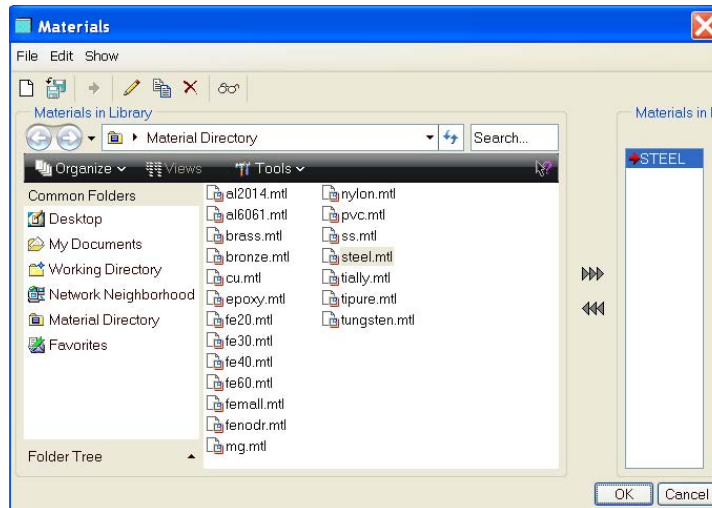 Materials
File Edit Show
Materials in Library
Materials in
Material Directory
Search...
STEEL
Organize Views Tools
Common Folders
Desktop
My Documents
Working Directory
Network Neighborhood
Material Directory
Favorites
Folder Tree
al2014.mtl
al6061.mtl
brass.mtl
bronze.mtl
cu.mtl
epoxy.mtl
fe20.mtl
fe30.mtl
fe40.mtl
fe60.mtl
femall.mtl
fenodr.mtl
mg.mtl
nylon.mtl
pvc.mtl
ss.mtl
steel.mtl
tially.mtl
tipure.mtl
tungsten.mtl
OK Cancel